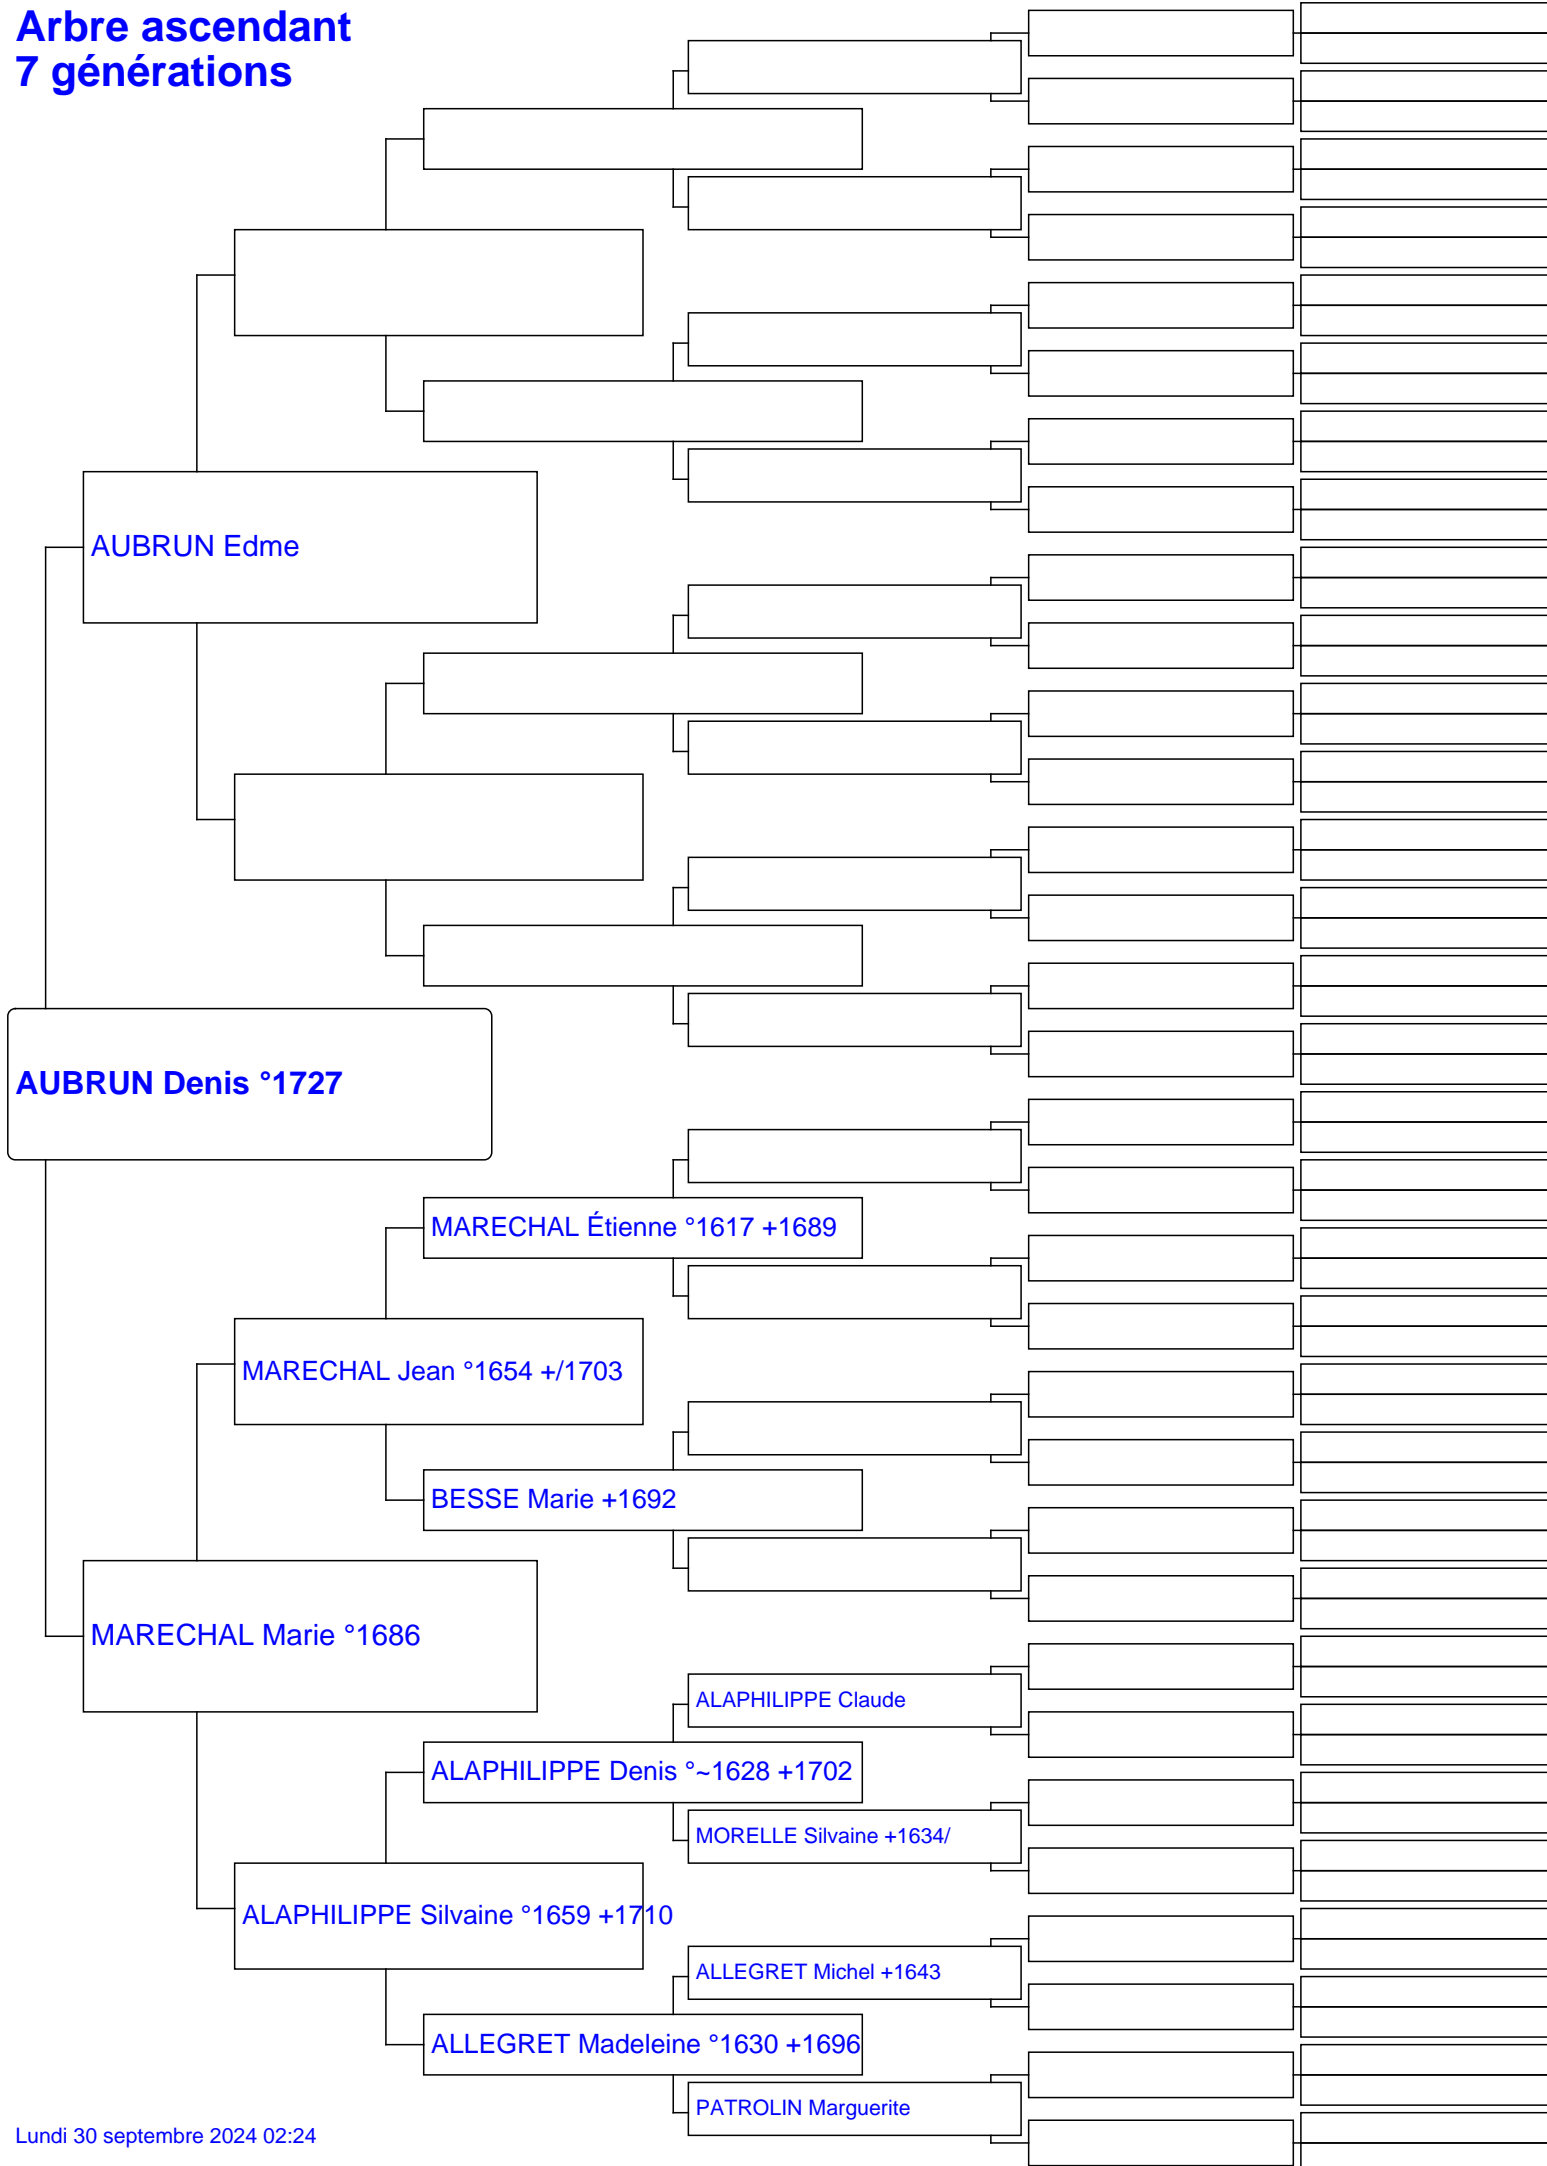 Arbre ascendant
7 générations
AUBRUN Edme
AUBRUN Denis °1727
MARECHAL Étienne °1617 +1689
MARECHAL Jean °1654 +/1703
BESSE Marie +1692
MARECHAL Marie °1686
ALAPHILIPPE Claude
ALAPHILIPPE Denis °~1628 +1702
MORELLE Silvaine +1634/
ALAPHILIPPE Silvaine °1659 +1710
ALLEGRET Michel +1643
ALLEGRET Madeleine °1630 +1696
PATROLIN Marguerite
Lundi 30 septembre 2024 02:24